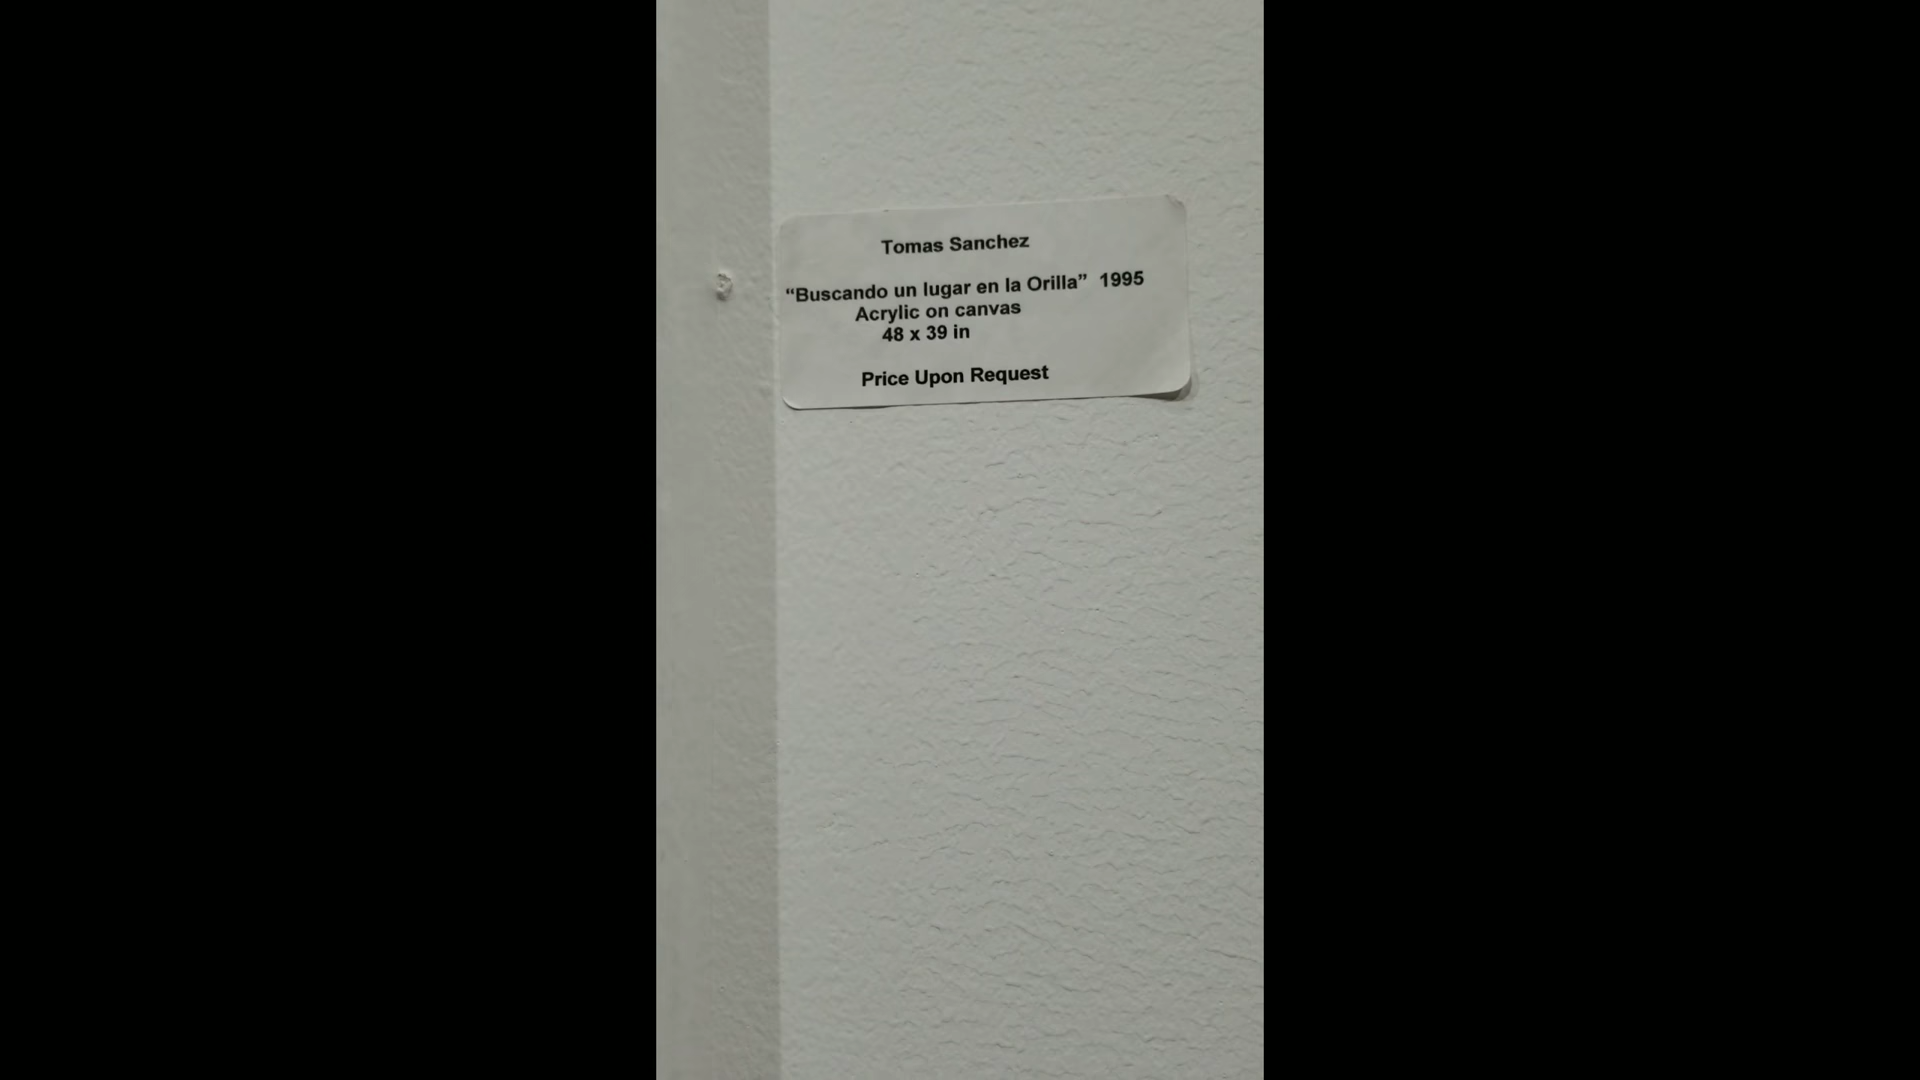 Tomas Sanchez
“Buscando un lugar en la Orilla” 1995
Acrylic on canvas
48 x 39 in
Price Upon Request